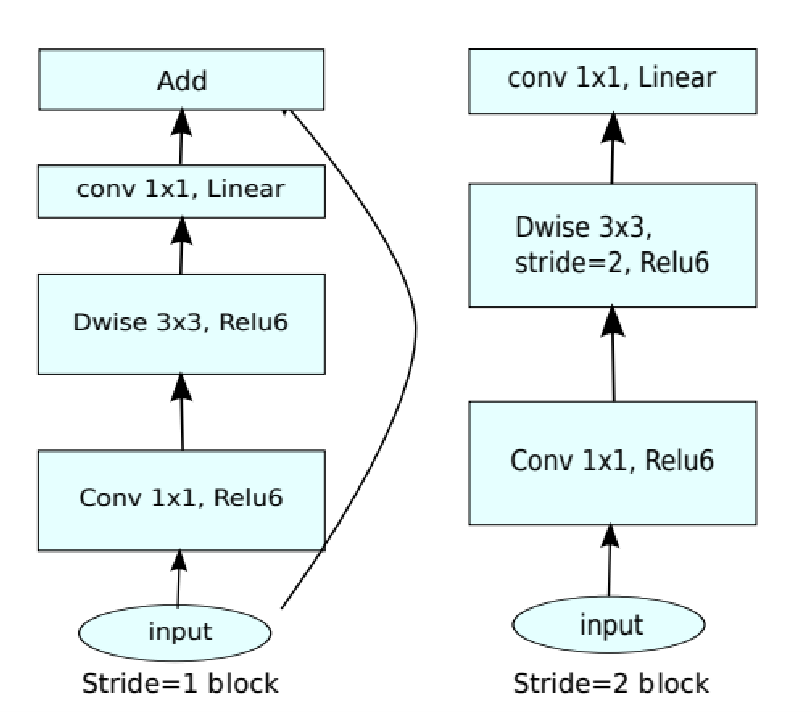 Add
conv 1x1, Linear
Dwise 3x3, Relu6
Conv 1x1, Relu6
input
Stride=1 block
conv 1x1, Linear
Dwise 3x3,
stride=2, Relu6
Conv 1x1, Relu6
input
Stride=2 block